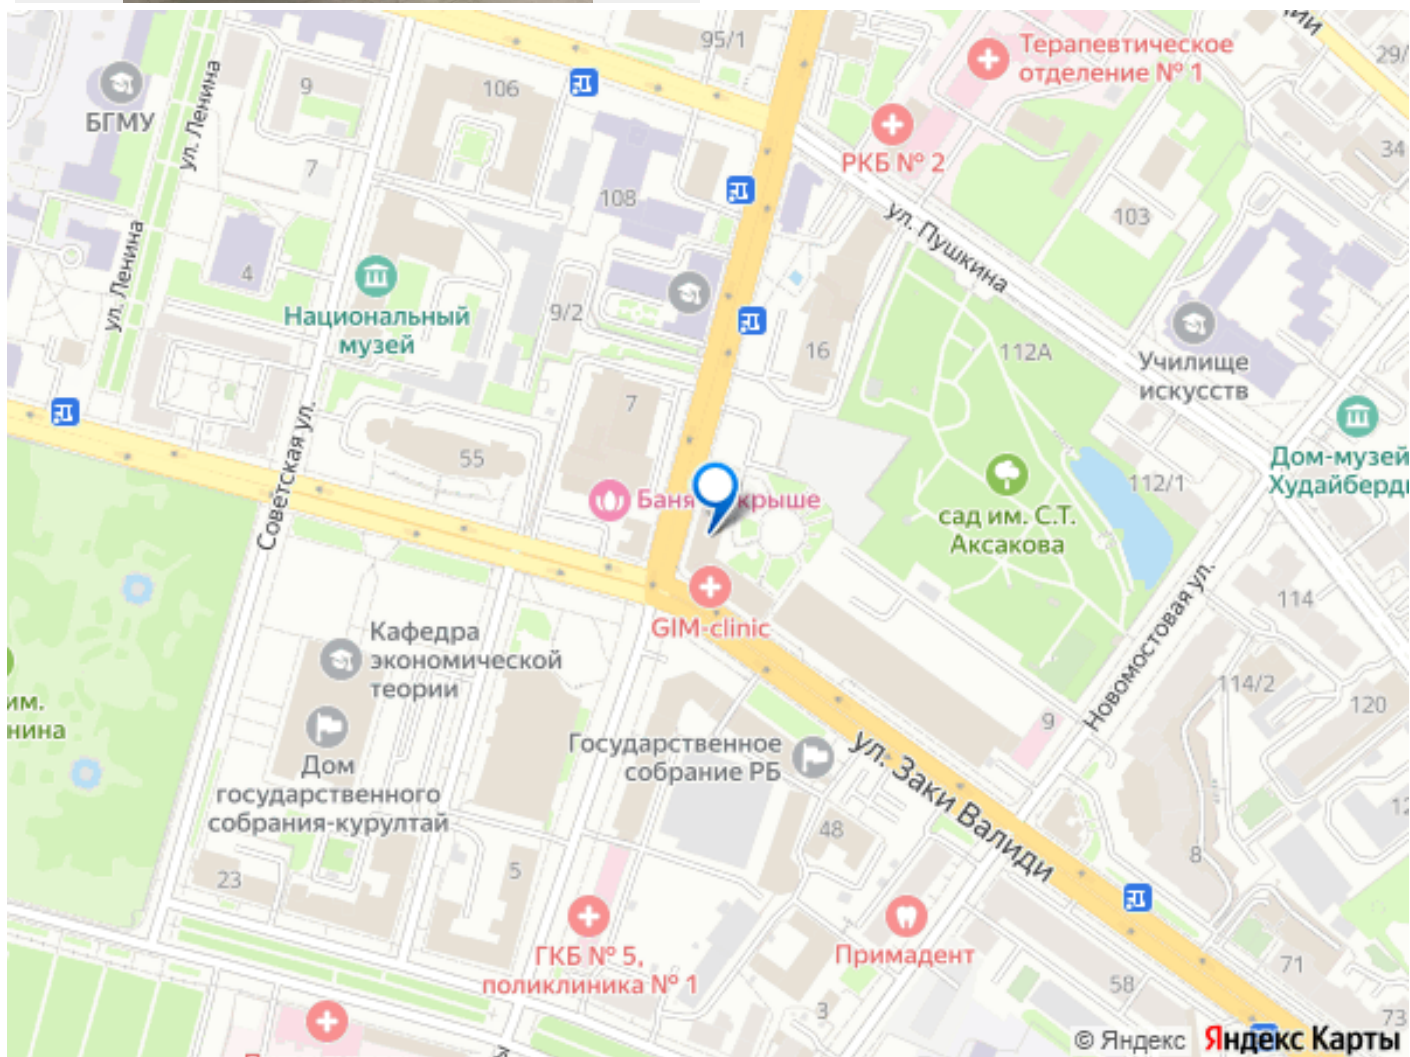 95/1
Терапевтическое
отделение № 1
29/
9
106
БГМУ
ул. Ленина
РКБ № 2
34
7
108
103
ул. Пушкина
ул. Ленина
4
Национальный
музей
9/2
16
112А
Училище
искусств
7
Советская ул.
55
Дом-музей
Худайберд
Баня
крыше
112/1
сад им. С.Т.
Аксакова
GIM-clinic
114
Кафедра
экономической
теории
Новомостовая ул.
114/2
120
им.
нина
9
Государственное
собрание РБ
ул. Заки Валиди
Дом
государственного
собрания-курултай
48
8
12
23
5
ГКБ № 5,
поликлиника № 1
Примадент
71
58
3
73
© Яндекс Яндекс Карты